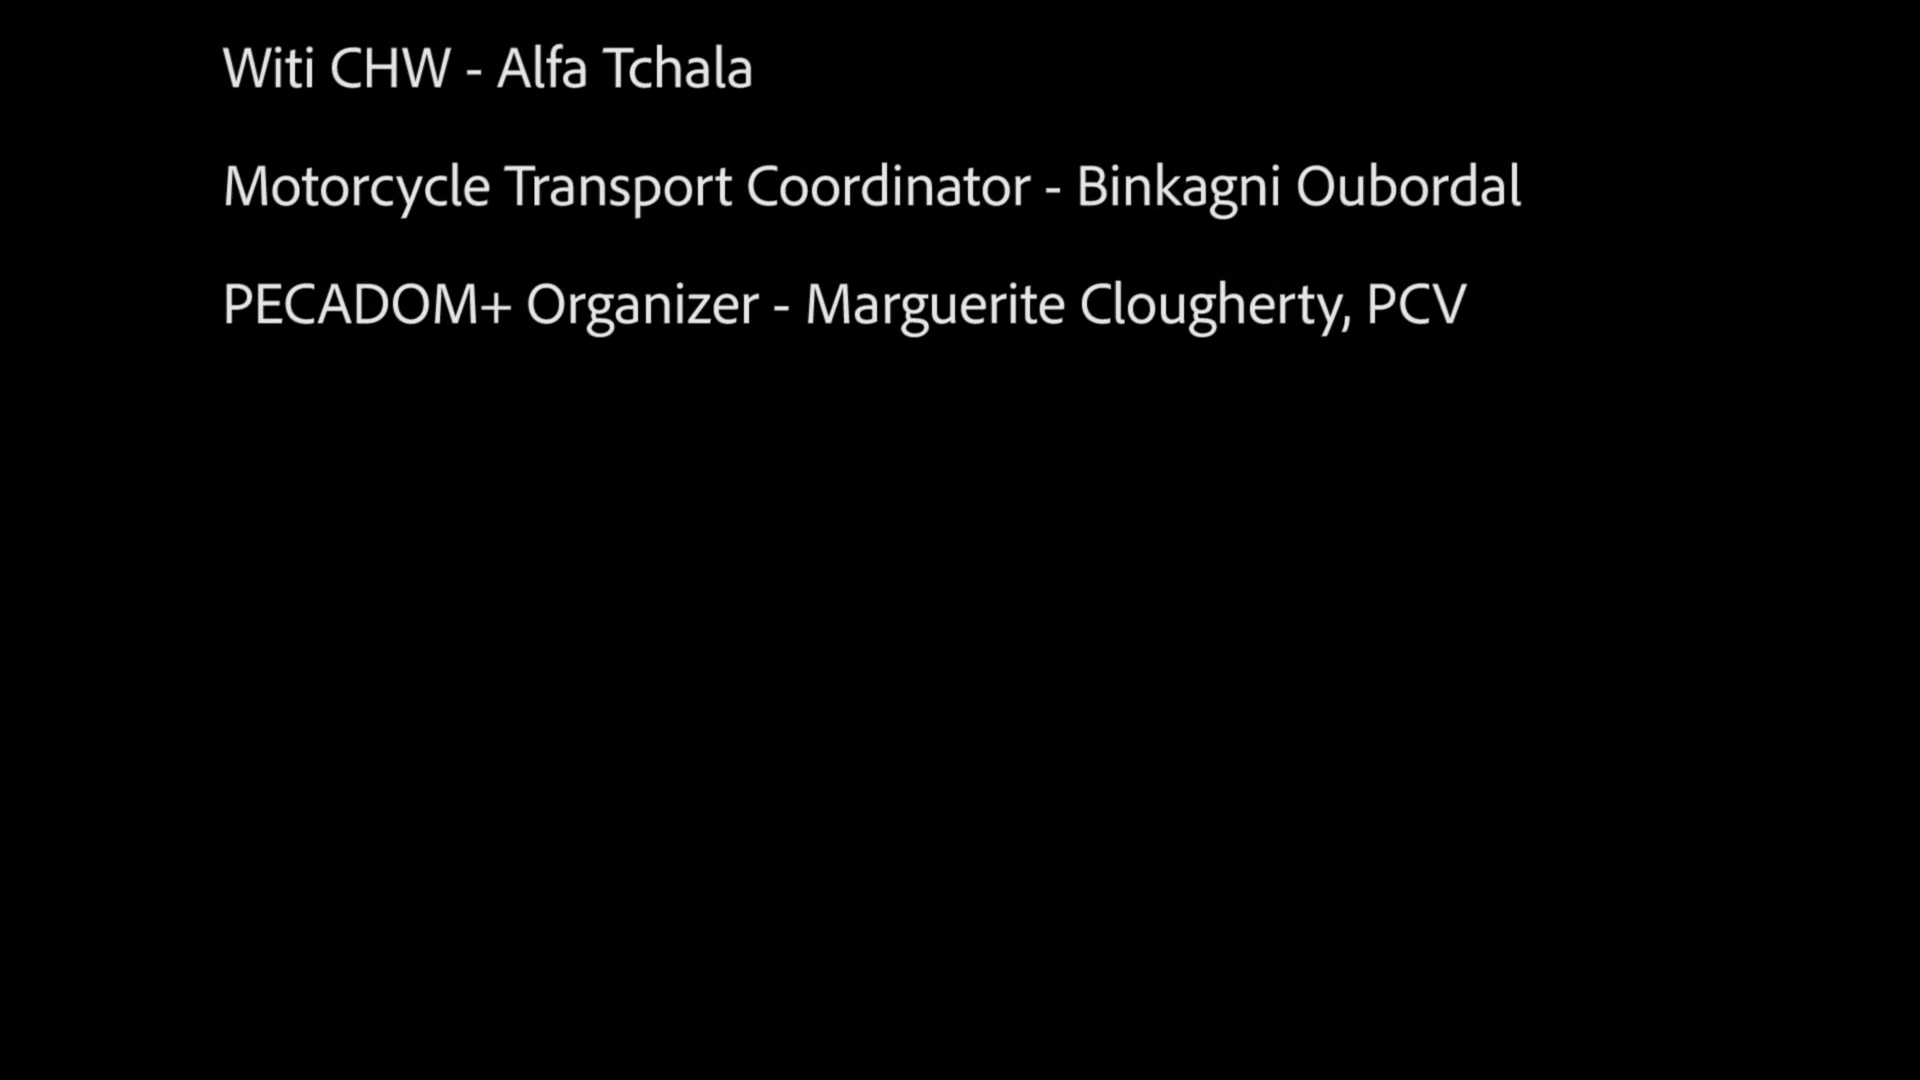 Witi CHW - Alfa Tchala
Motorcycle Transport Coordinator - Binkagni Oubordal
PECADOM+ Organizer - Marguerite Clougherty, PCV